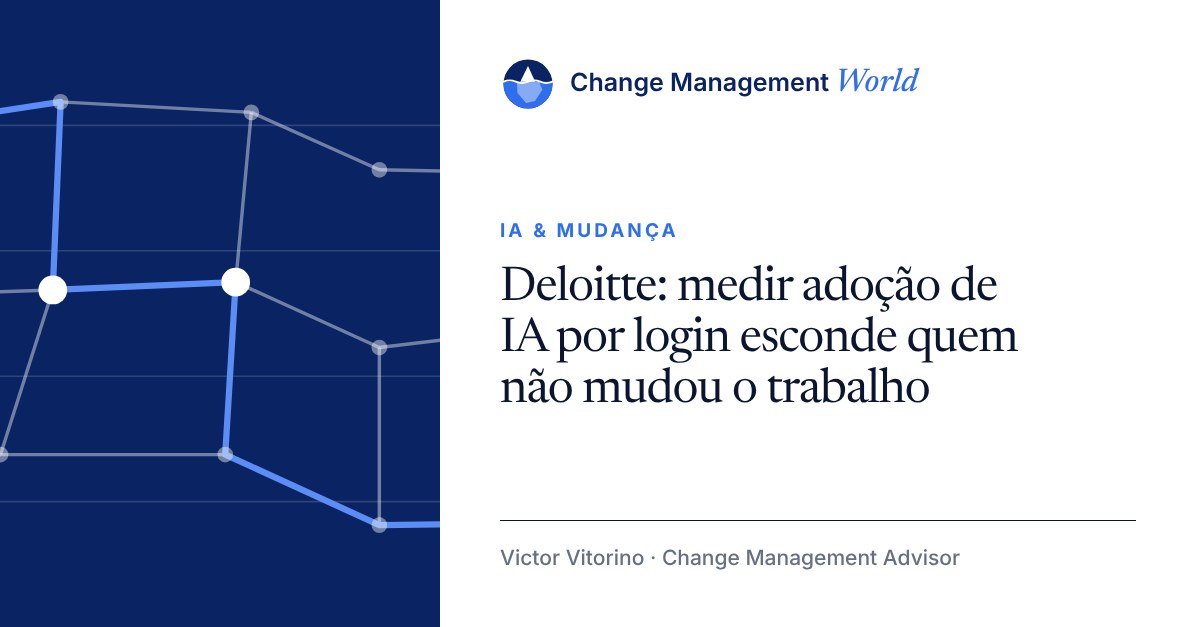 Change Management World
IA & MUDANÇA
Deloitte: medir adoção de
IA por login esconde quem
não mudou o trabalho
Victor Vitorino · Change Management Advisor